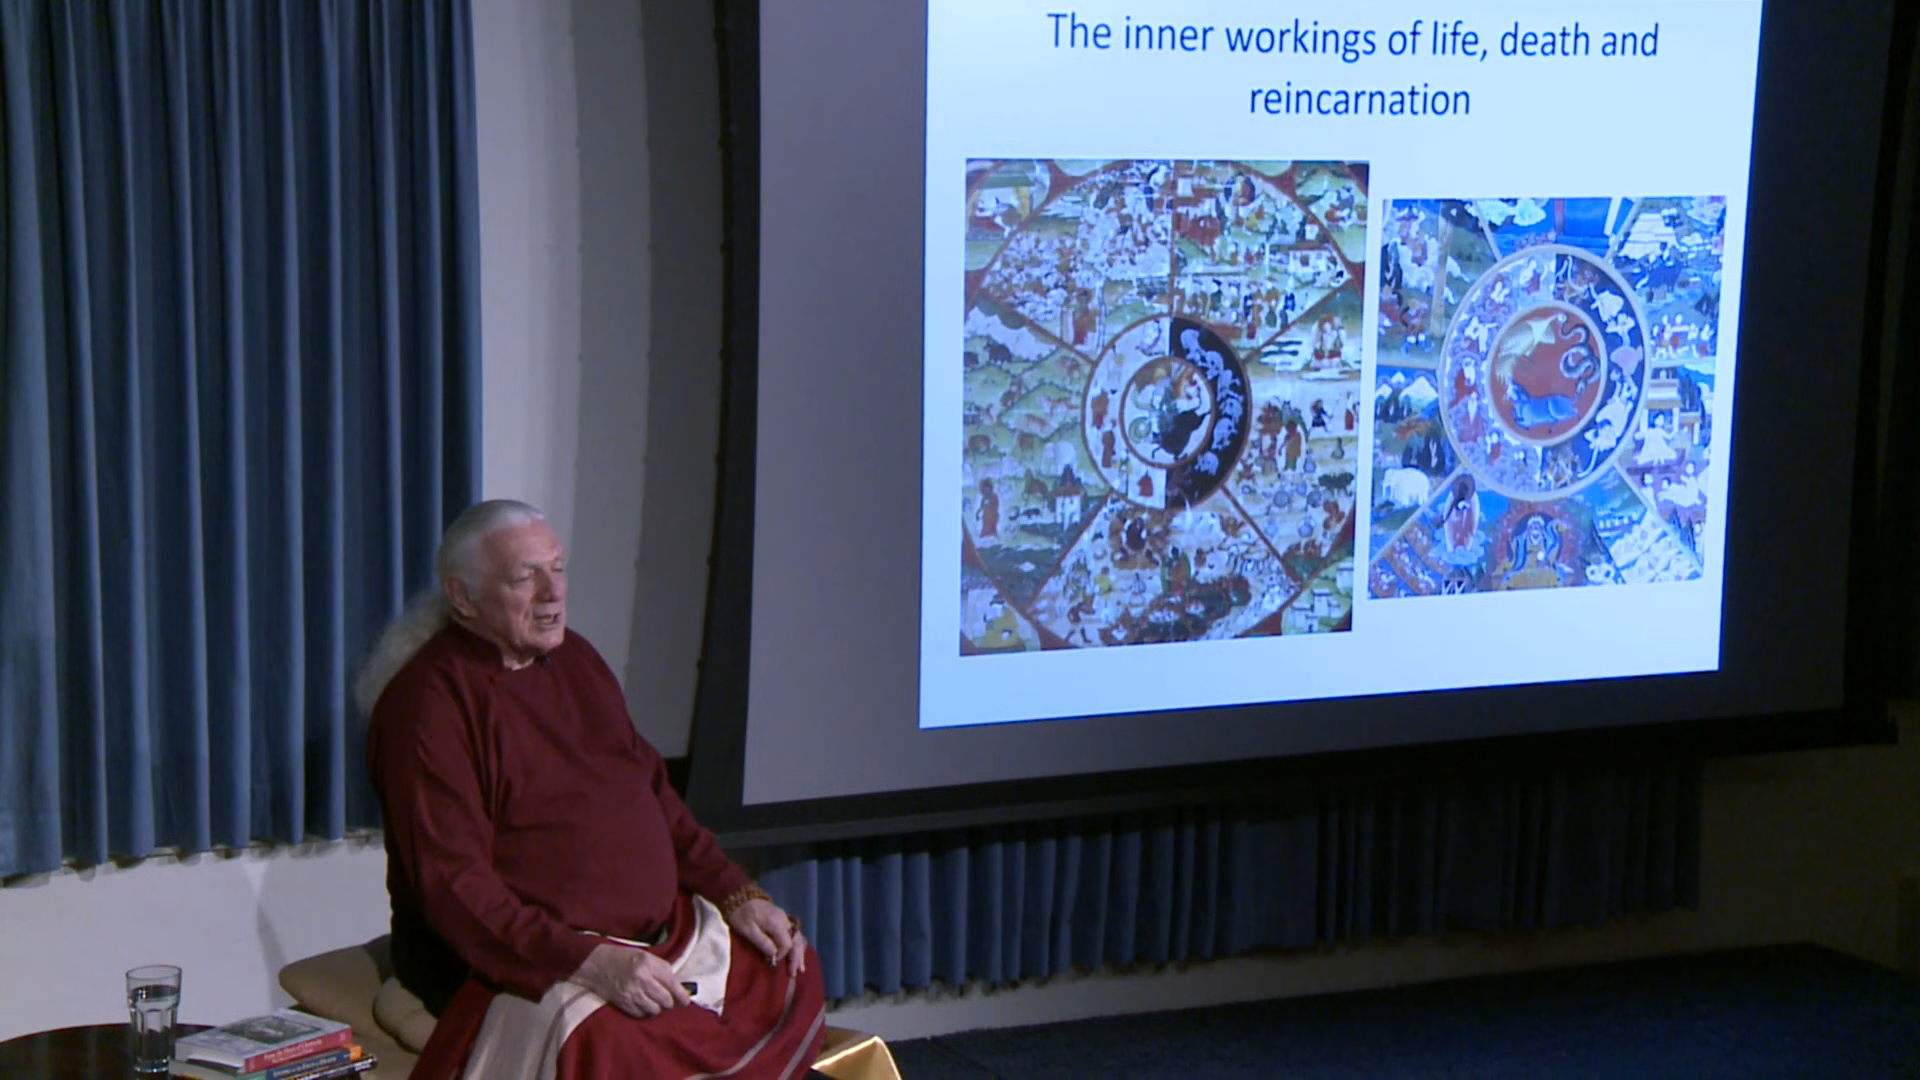 The inner workings of life, death and
reincarnation